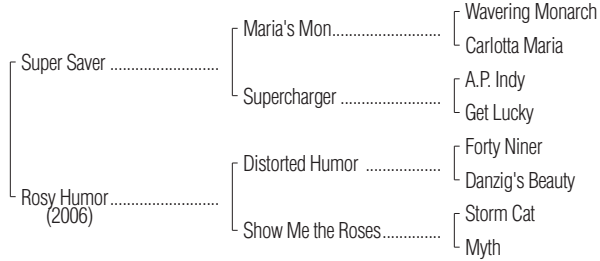 Wavering Monarch
Maria's Mon
Carlotta Maria
Super Saver
A.P. Indy
Supercharger
Get Lucky
Forty Niner
Distorted Humor
Danzig's Beauty
Rosy Humor
(2006)
Storm Cat
Show Me the Roses
Myth